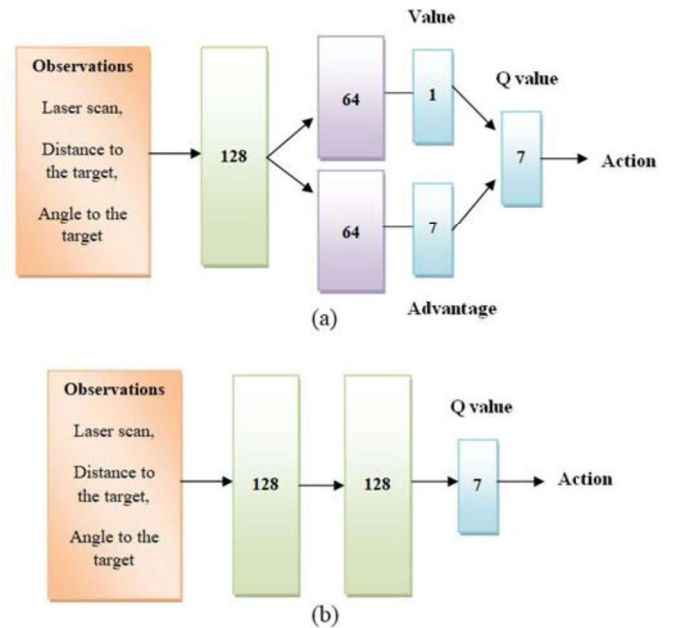 Observations
Laser scan,
Distance to
the target,
Angle to the
target
128
64
64
Value
1
7
Advantage
Q value
7
Action
(a)
Observations
Laser scan,
Distance to
the target,
Angle to the
target
128
128
Q value
7
Action
(b)